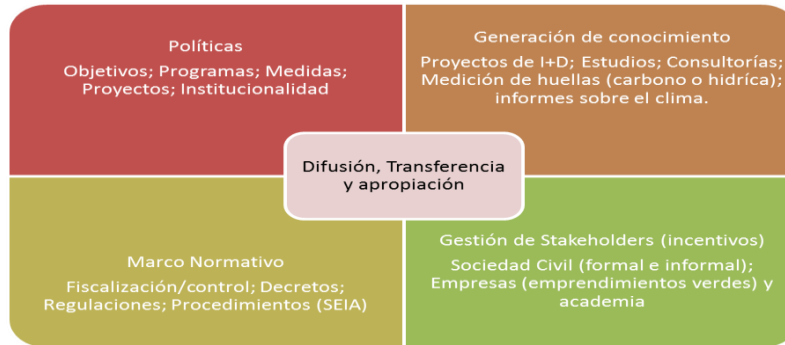 Políticas
Objetivos; Programas; Medidas;
Proyectos; Institucionalidad
Generación de conocimiento
Proyectos de I+D; Estudios; Consultorías;
Medición de huellas (carbono o hidríca);
informes sobre el clima.
Difusión, Transferencia
y apropiación
Marco Normativo
Fiscalización/control; Decretos;
Regulaciones; Procedimientos (SEIA)
Gestión de Stakeholders (incentivos)
Sociedad Civil (formal e informal);
Empresas (emprendimientos verdes) y
academia